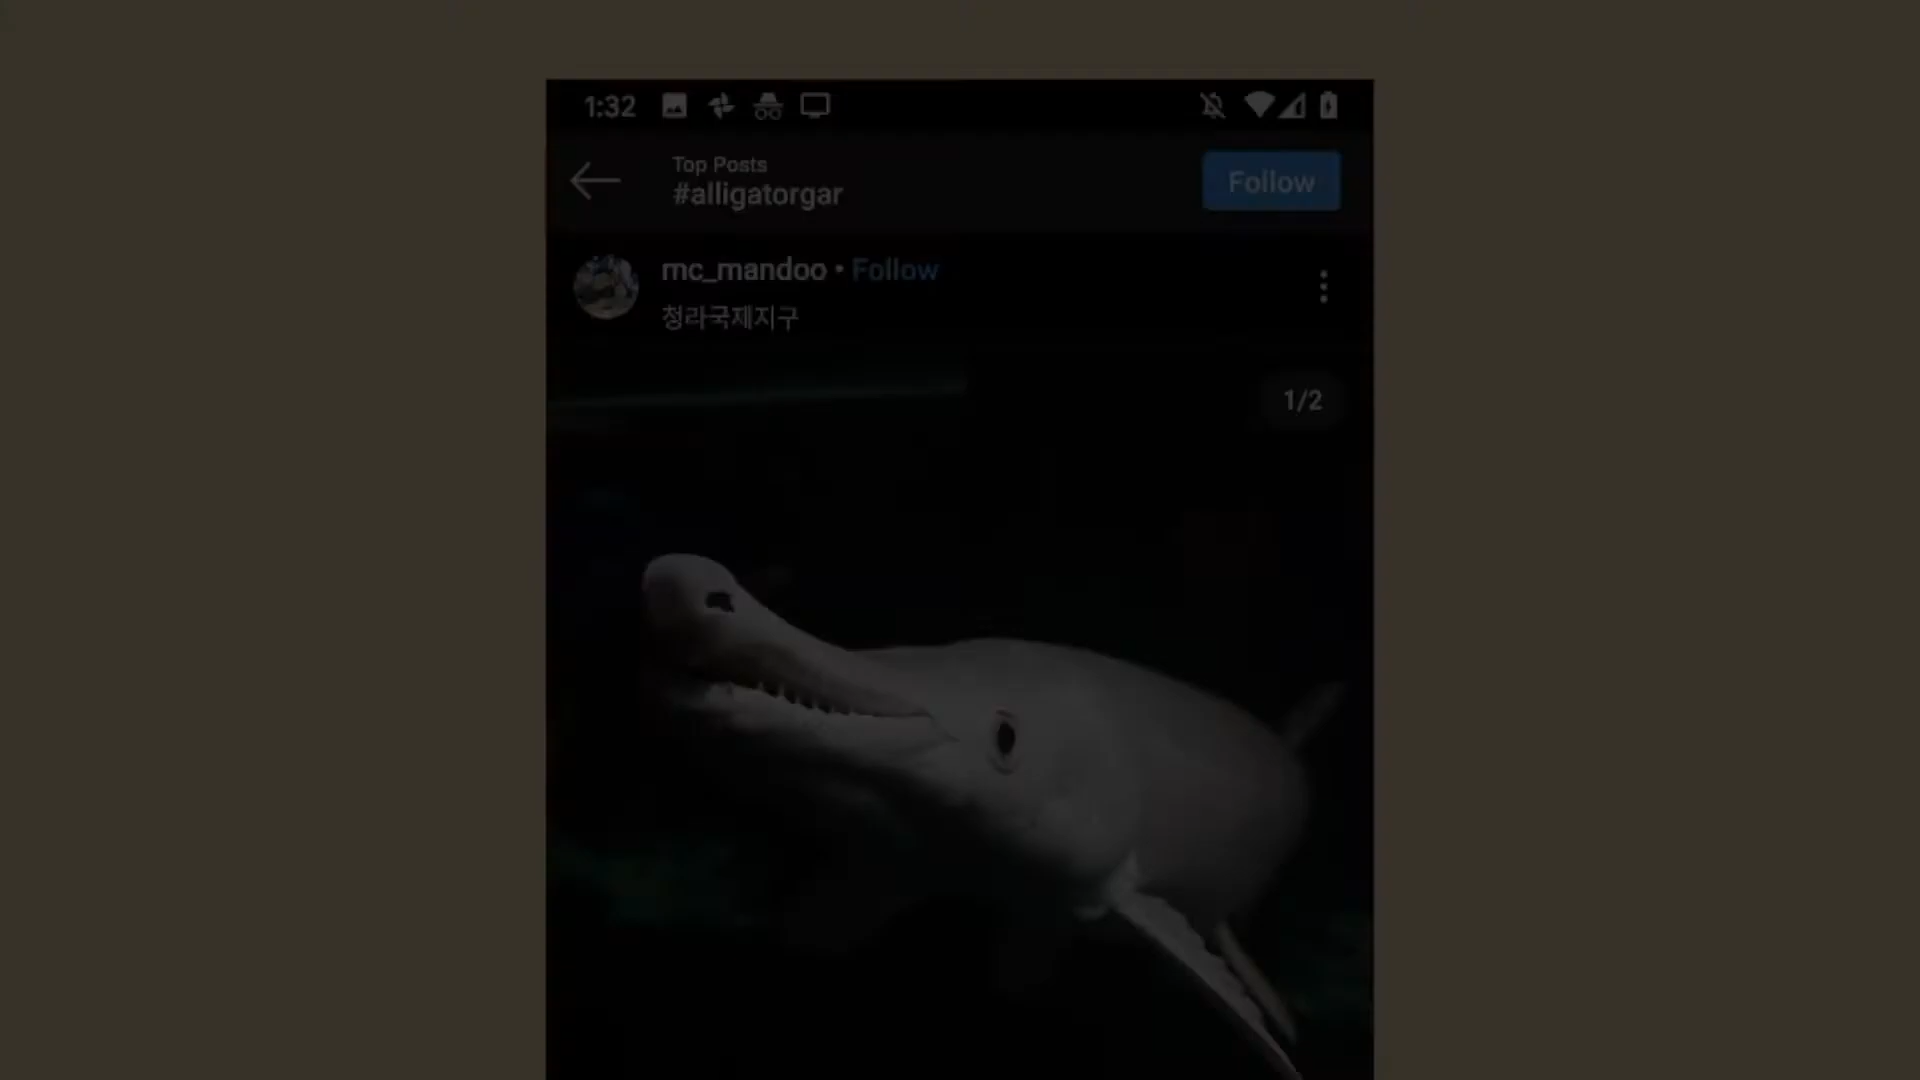 1:32
Top Posts
#alligatorgar
Follow
mc_mandoo • Follow
청라국제지구
1/2